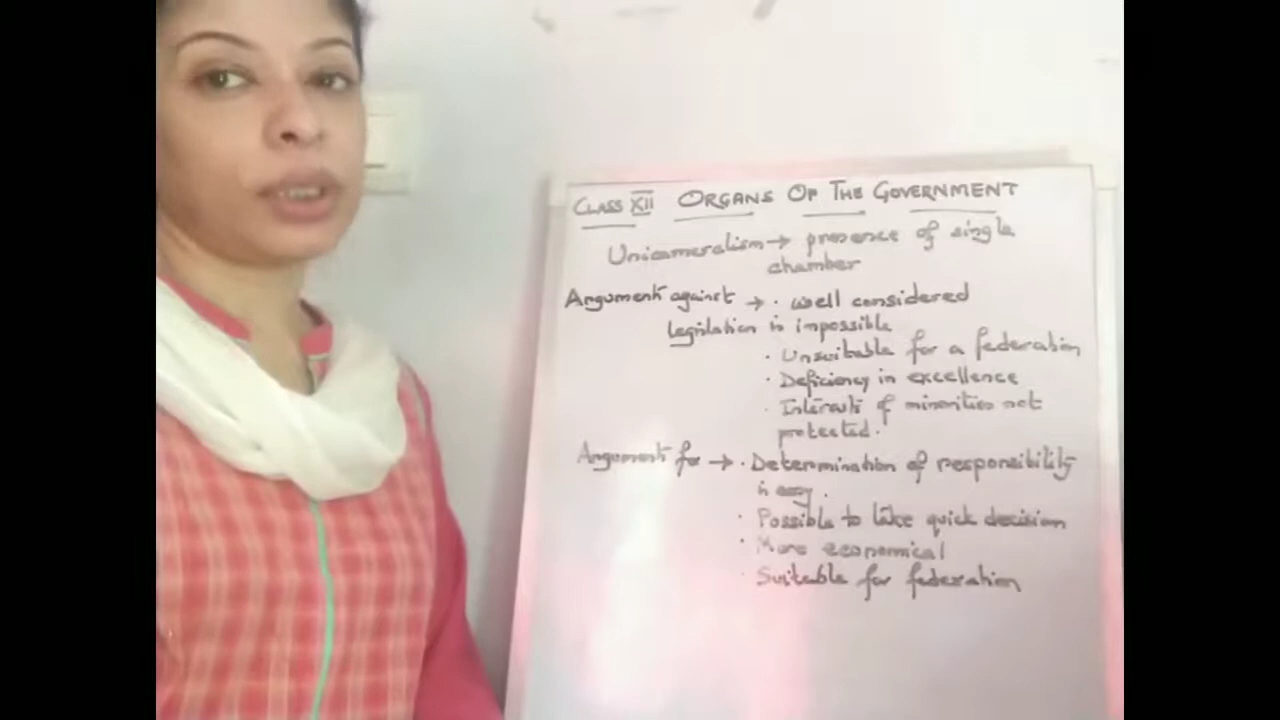 CLASS XII ORGANS OF THE GOVERNMENT
Unicameralism → presence of single
chamber
Argument against → · well considered
legislation is impossible
· Unsuitable for a federation
· Deficiency in excellence
· Interests of minorities not
protected.
Argument for → · Determination of responsibility
is easy.
· Possible to take quick decision
· More economical
· Suitable for federation